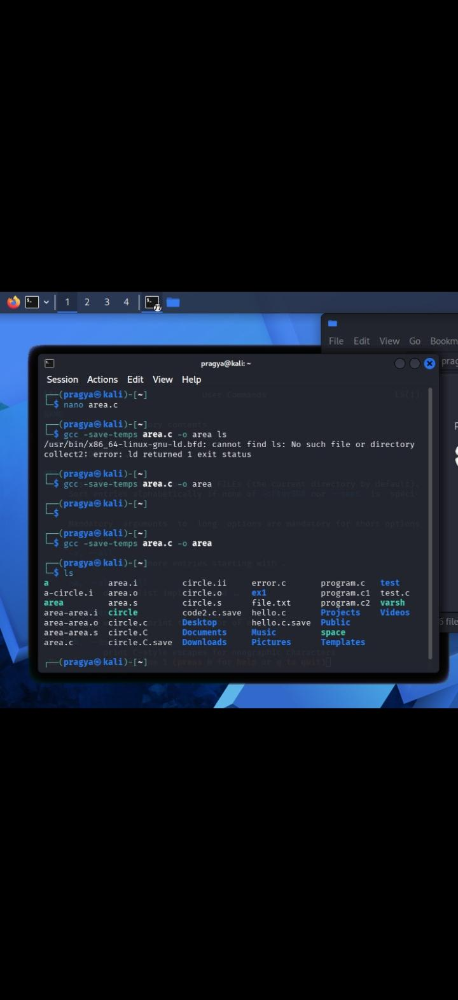 1 2 3 4
File Edit View Go Bookm
pragya@kali: ~
Session Actions Edit View Help
┌──(pragya㉿kali)-[~]
└─$ nano area.c
┌──(pragya㉿kali)-[~]
└─$ gcc -save-temps area.c -o area ls
/usr/bin/x86_64-linux-gnu-ld.bfd: cannot find ls: No such file or directory
collect2: error: ld returned 1 exit status
┌──(pragya㉿kali)-[~]
└─$ gcc -save-temps area.c -o area
┌──(pragya㉿kali)-[~]
└─$
┌──(pragya㉿kali)-[~]
└─$ gcc -save-temps area.c -o area
┌──(pragya㉿kali)-[~]
└─$ ls
a area.i circle.ii error.c program.c test
a-circle.i area.o circle.o ex1 program.c1 test.c
area area.s circle.s file.txt program.c2 varsh
area-area.i circle code2.c.save hello.c Projects Videos
area-area.o circle.c Desktop hello.c.save Public
area-area.s circle.C Documents Music space
area.c circle.C.save Downloads Pictures Templates
┌──(pragya㉿kali)-[~]
prag
6 file